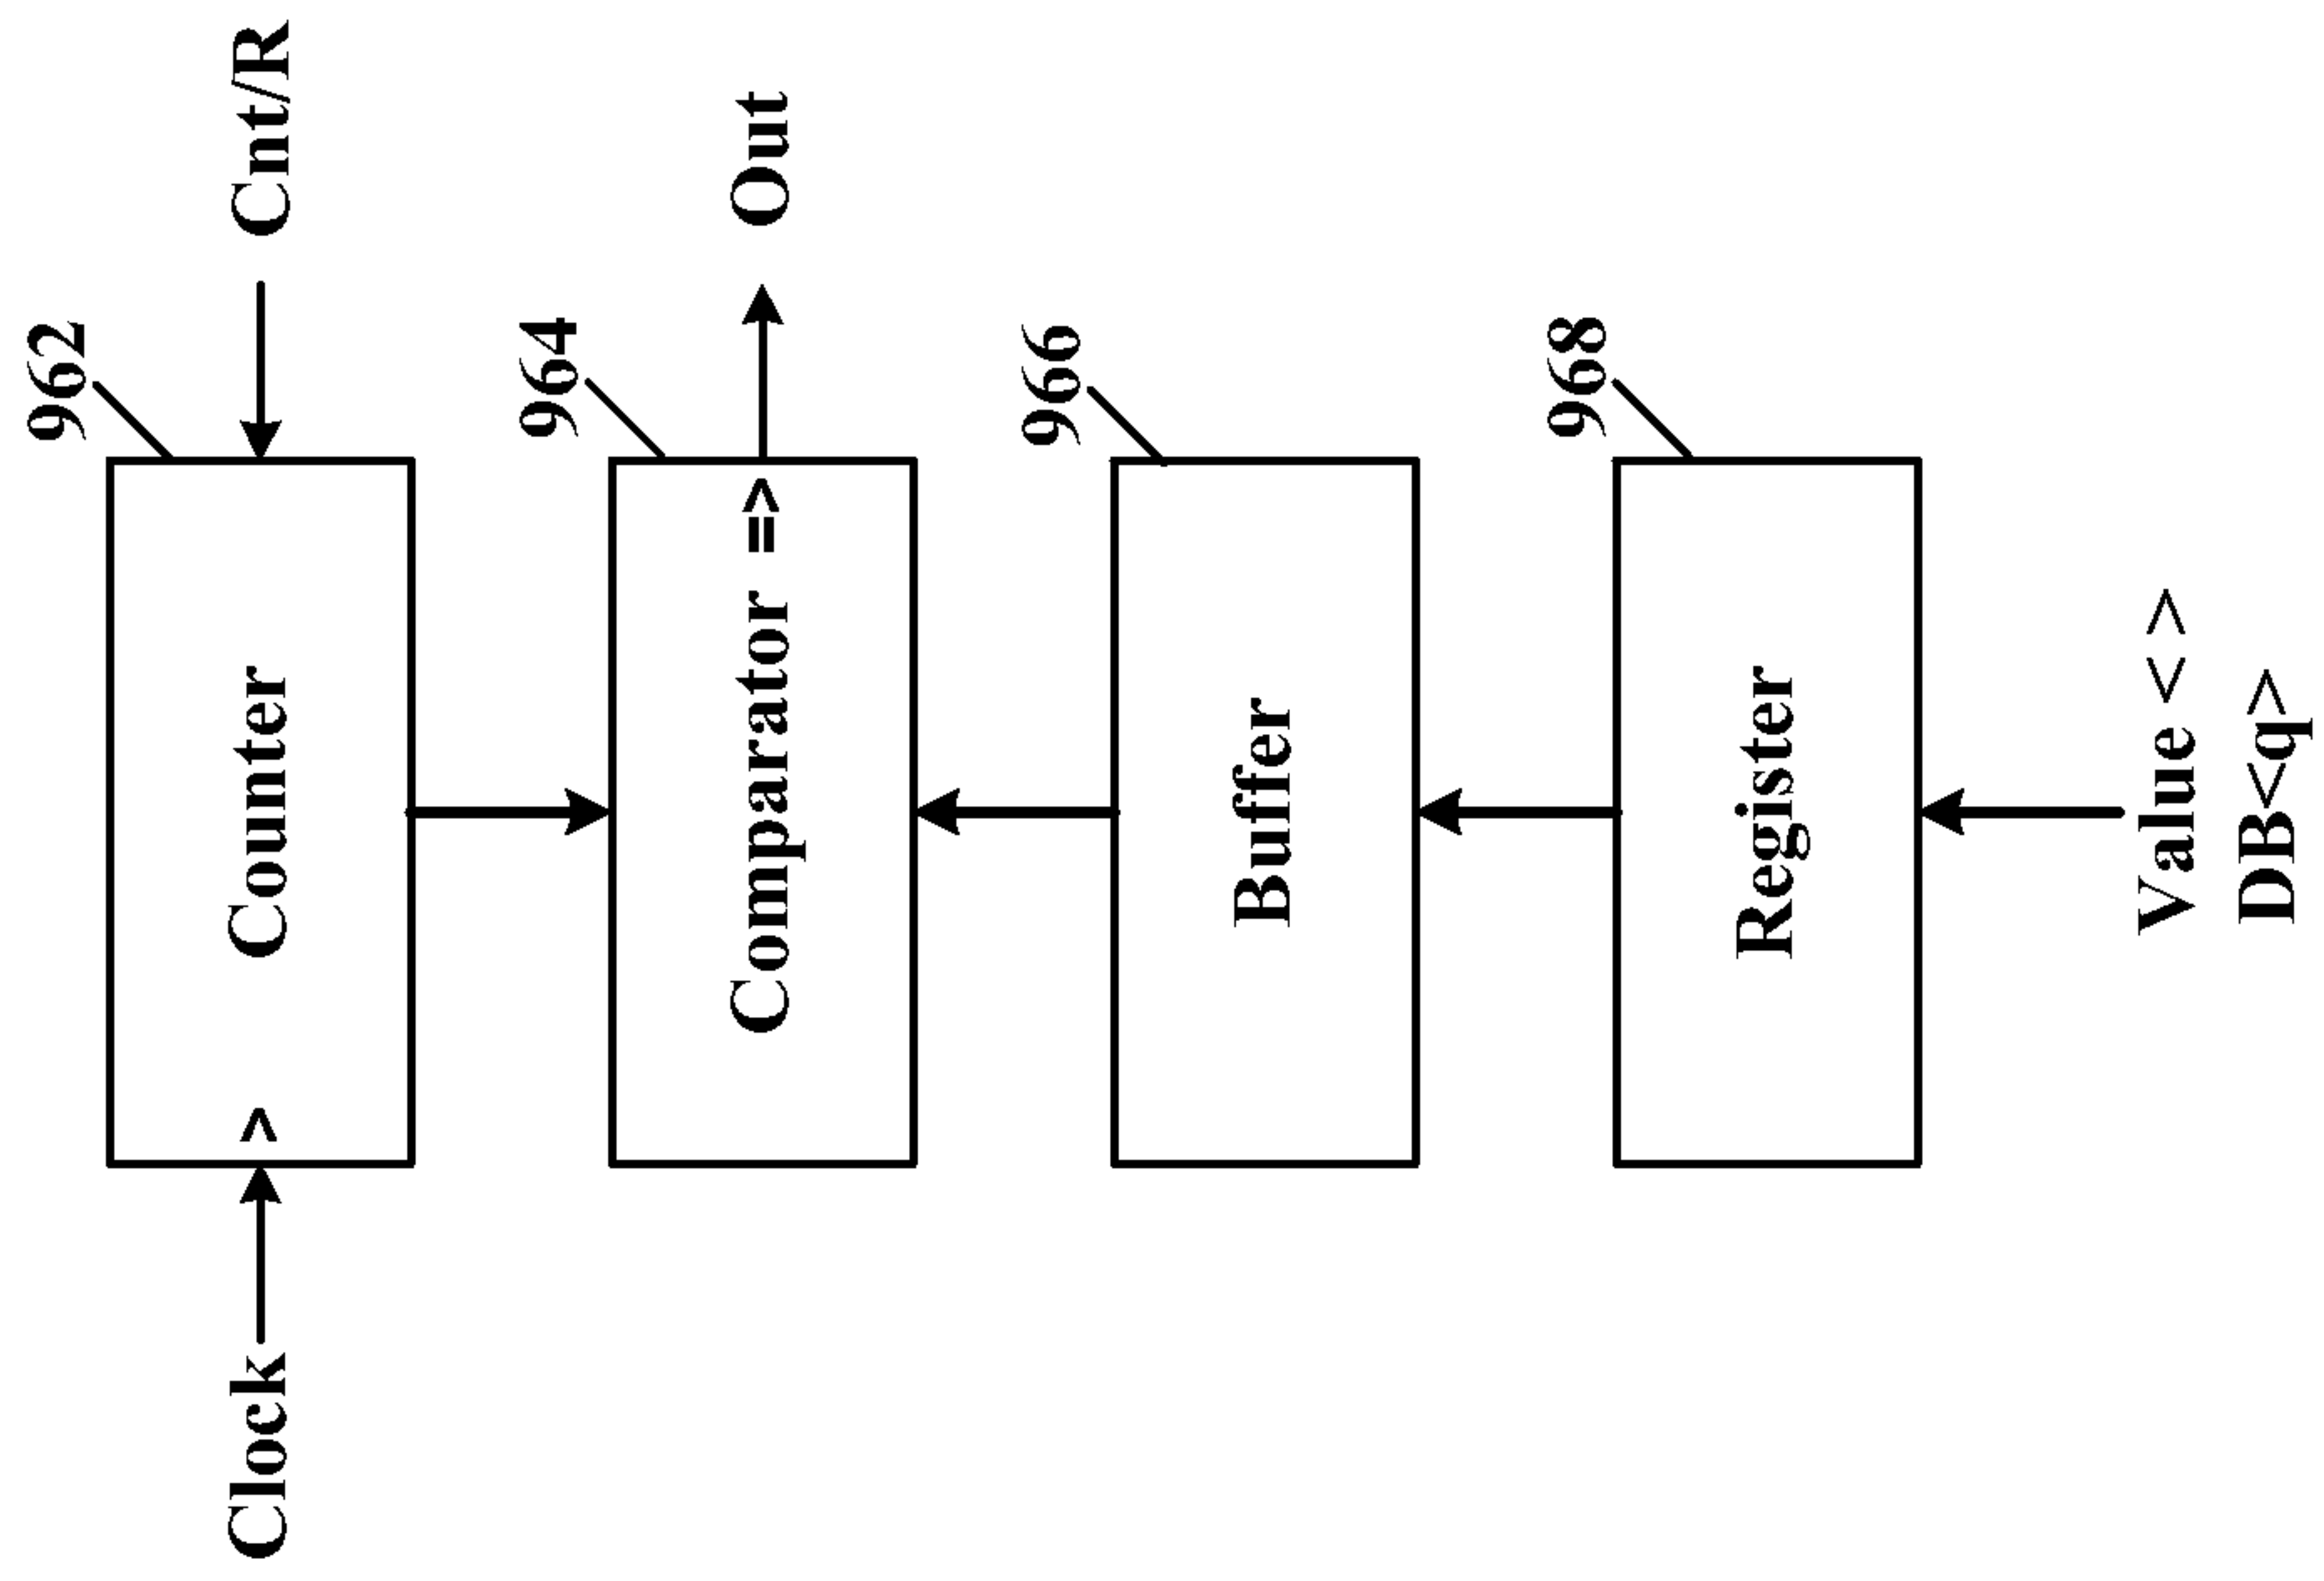 962
Clock
> Counter
Cnt/R
964
Comparator =>
Out
966
Buffer
968
Register
Value < >
DB<q>